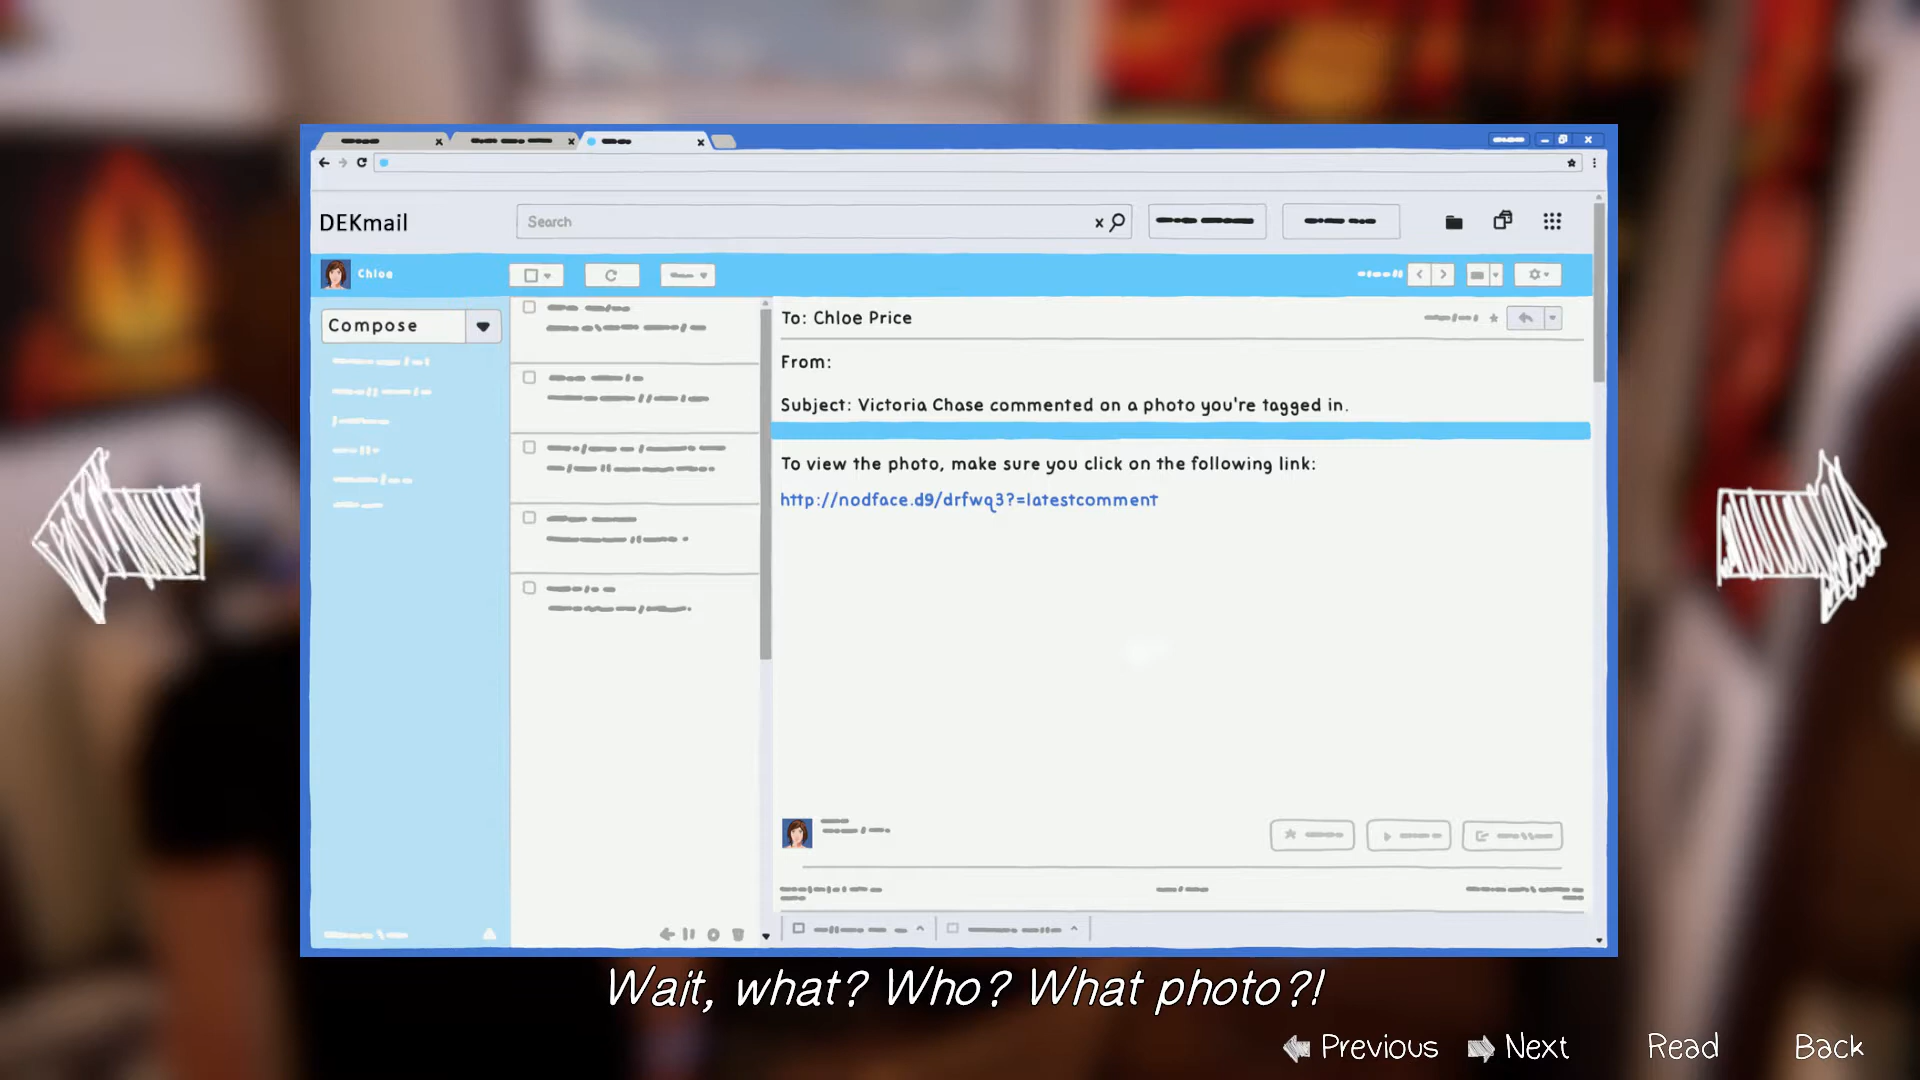 DEKmail
Search
Chloe
Compose
To: Chloe Price
From:
Subject: Victoria Chase commented on a photo you're tagged in.
To view the photo, make sure you click on the following link:
http://nodface.d9/drfwq3?=latestcomment
Wait, what? Who? What photo?!
Previous
Next
Read
Back